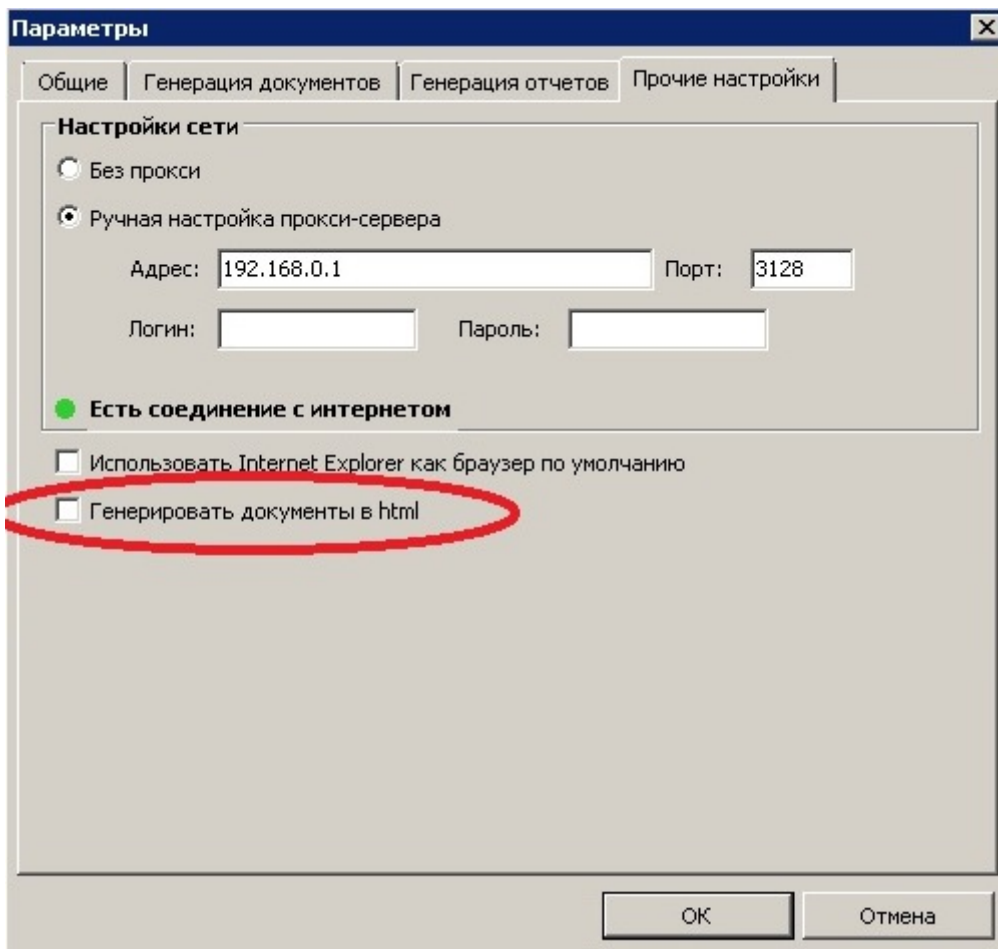 Параметры
Общие Генерация документов Генерация отчетов Прочие настройки
Настройки сети
Без прокси
Ручная настройка прокси-сервера
Адрес: 192.168.0.1 Порт: 3128
Логин: Пароль:
Есть соединение с интернетом
Использовать Internet Explorer как браузер по умолчанию
Генерировать документы в html
ОК Отмена